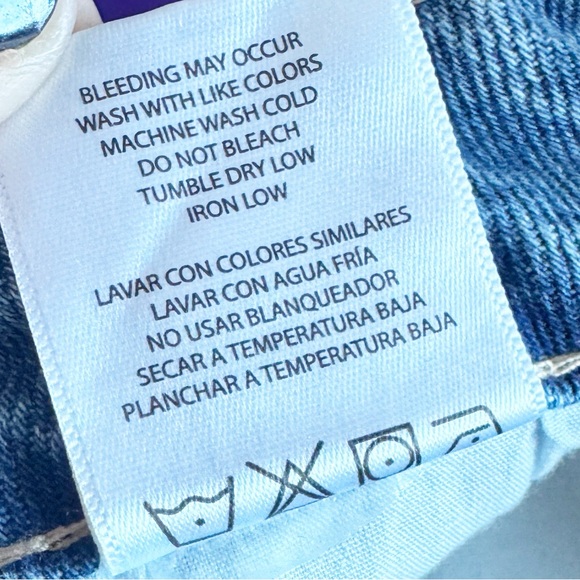 BLEEDING MAY OCCUR
WASH WITH LIKE COLORS
MACHINE WASH COLD
DO NOT BLEACH
TUMBLE DRY LOW
IRON LOW
LAVAR CON COLORES SIMILARES
LAVAR CON AGUA FRÍA
NO USAR BLANQUEADOR
SECAR A TEMPERATURA BAJA
PLANCHAR A TEMPERATURA BAJA